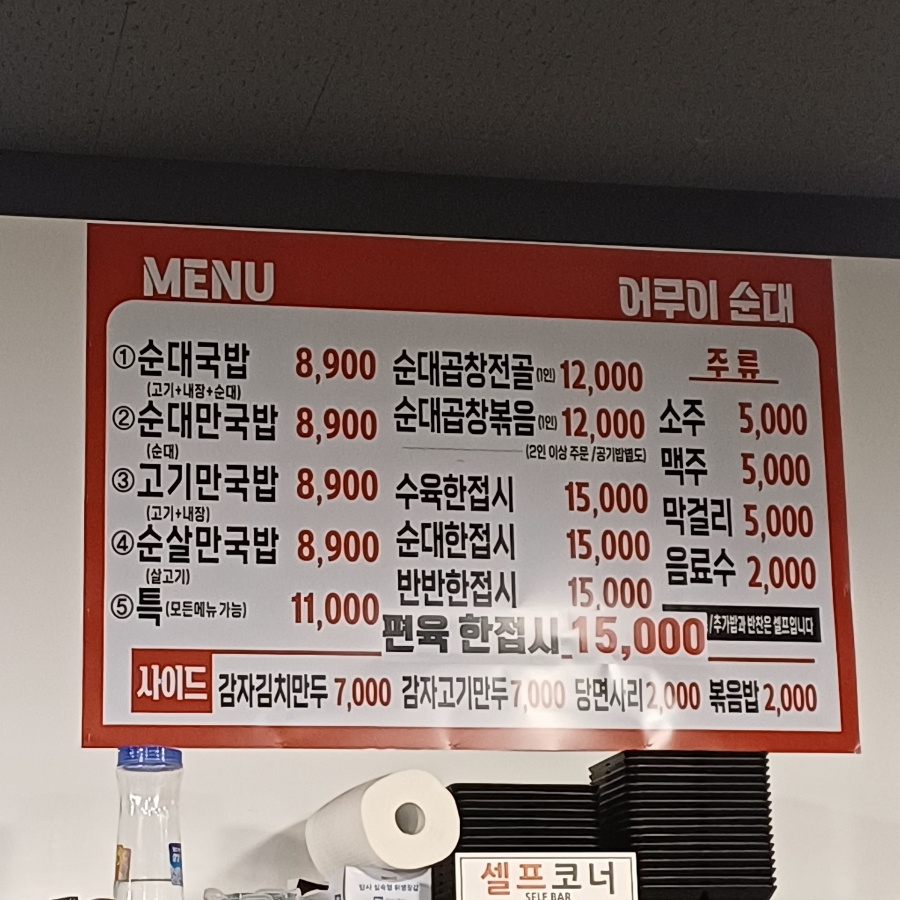 MENU
어무이 순대
①순대국밥 8,900
(고기+내장+순대)
②순대만국밥 8,900
(순대)
③고기만국밥 8,900
(고기+내장)
④순살만국밥 8,900
(살고기)
⑤특(모든메뉴가능) 11,000
순대곱창전골(1인) 12,000
순대곱창볶음(1인) 12,000
(2인 이상 주문/공기밥별도)
수육한접시 15,000
순대한접시 15,000
반반한접시 15,000
편육 한접시 15,000
주류
소주 5,000
맥주 5,000
막걸리 5,000
음료수 2,000
/추가밥과 반찬은 셀프입니다
사이드 감자김치만두 7,000 감자고기만두 7,000 당면사리 2,000 볶음밥 2,000
셀프코너
SELF BAR